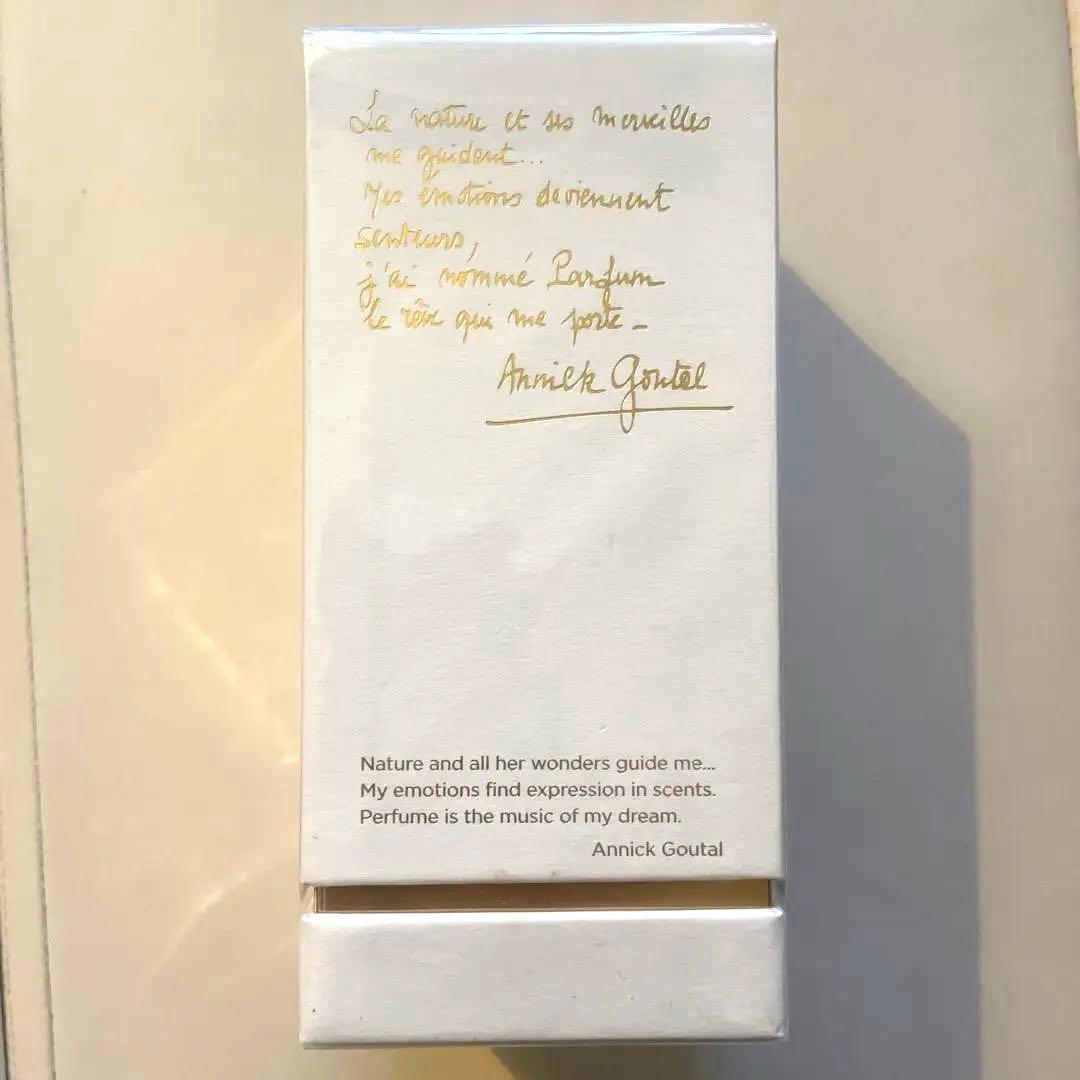 La nature et ses merveilles
me guident...
Mes émotions deviennent
senteurs,
j'ai nommé Parfum
le rêve qui me porte_
Annick Goutal
Nature and all her wonders guide me...
My emotions find expression in scents.
Perfume is the music of my dream.
Annick Goutal